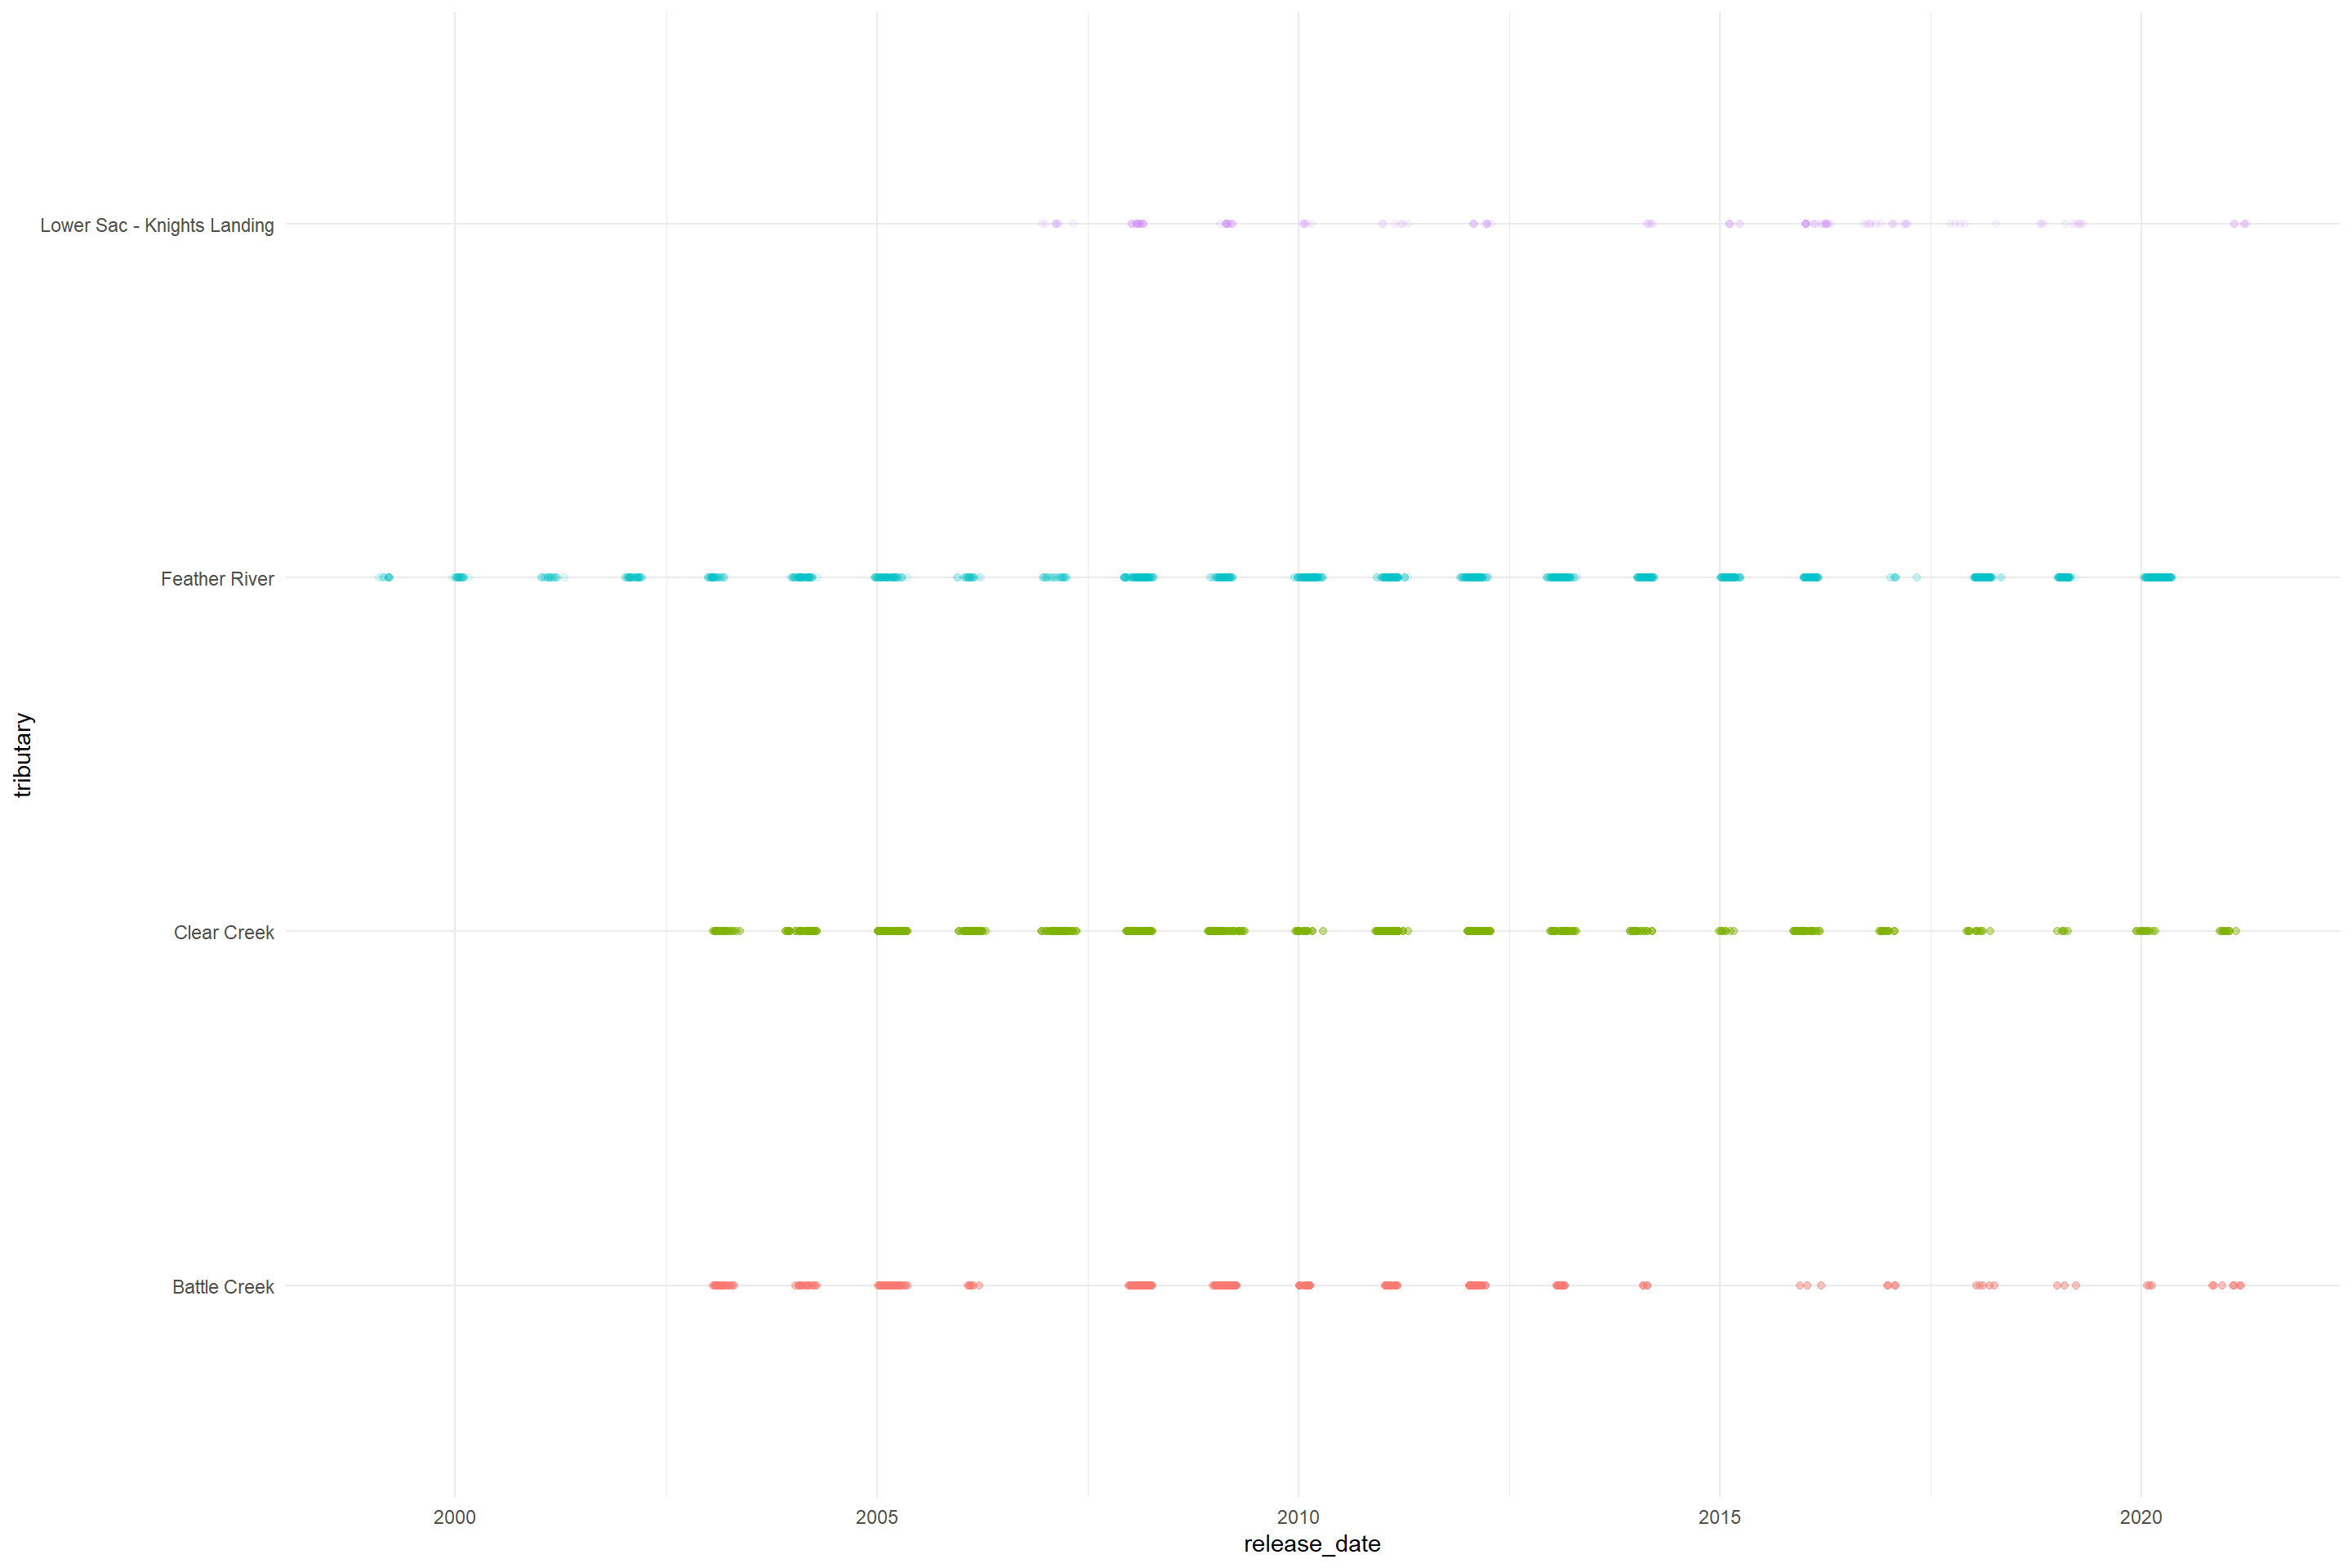 Lower Sac - Knights Landing
Feather River
tributary
Clear Creek
Battle Creek
2000 2005 2010 2015 2020
release_date